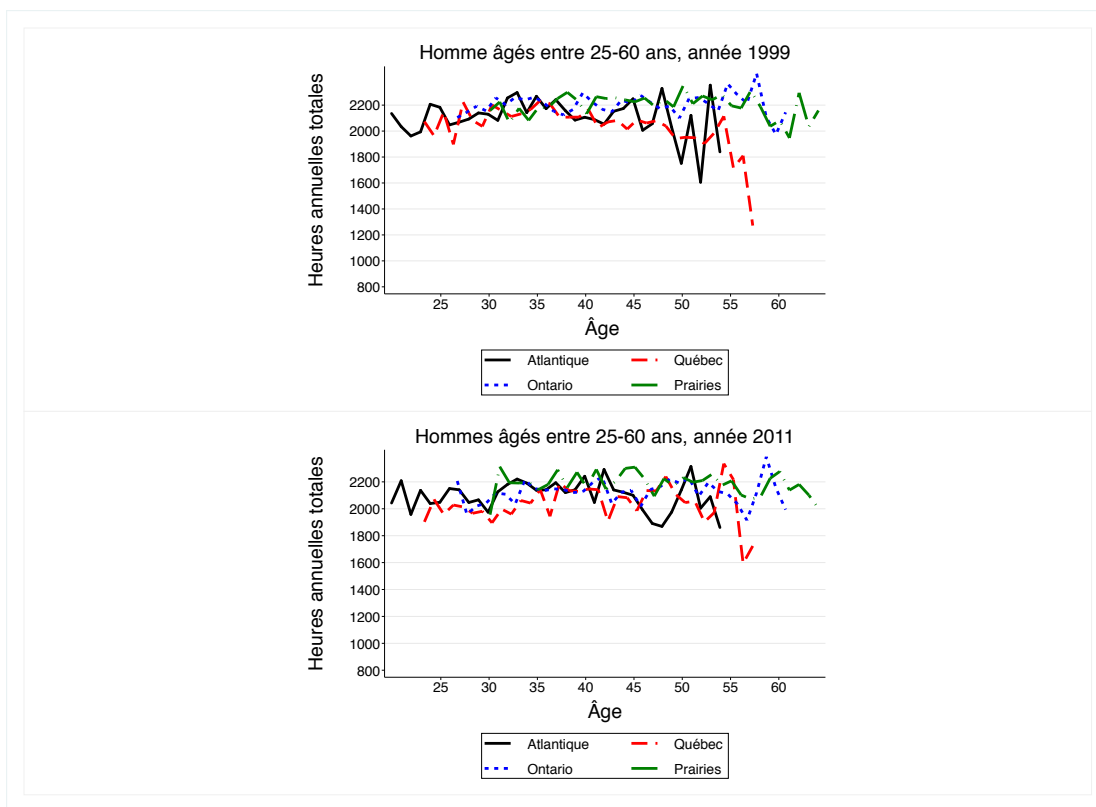 Homme âgés entre 25-60 ans, année 1999
Heures annuelles totales
2200
2000
1800
1600
1400
1200
1000
800
25 30 35 40 45 50 55 60
Âge
Atlantique Québec
Ontario Prairies
Hommes âgés entre 25-60 ans, année 2011
Heures annuelles totales
2200
2000
1800
1600
1400
1200
1000
800
25 30 35 40 45 50 55 60
Âge
Atlantique Québec
Ontario Prairies